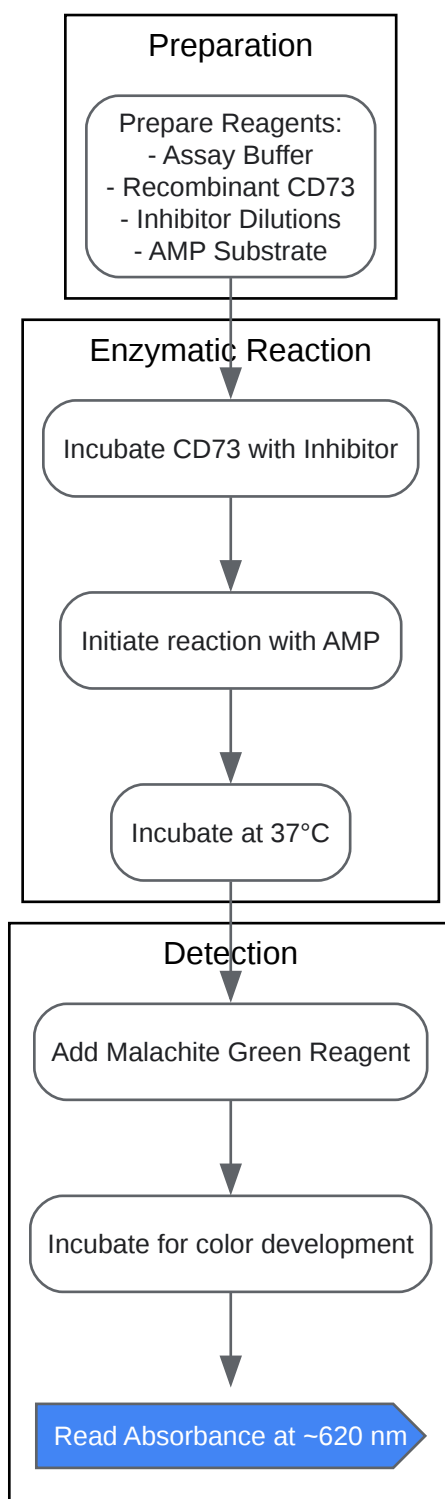 Preparation
Prepare Reagents:
- Assay Buffer
- Recombinant CD73
- Inhibitor Dilutions
- AMP Substrate
Enzymatic Reaction
Incubate CD73 with Inhibitor
Initiate reaction with AMP
Incubate at 37°C
Detection
Add Malachite Green Reagent
Incubate for color development
Read Absorbance at ~620 nm